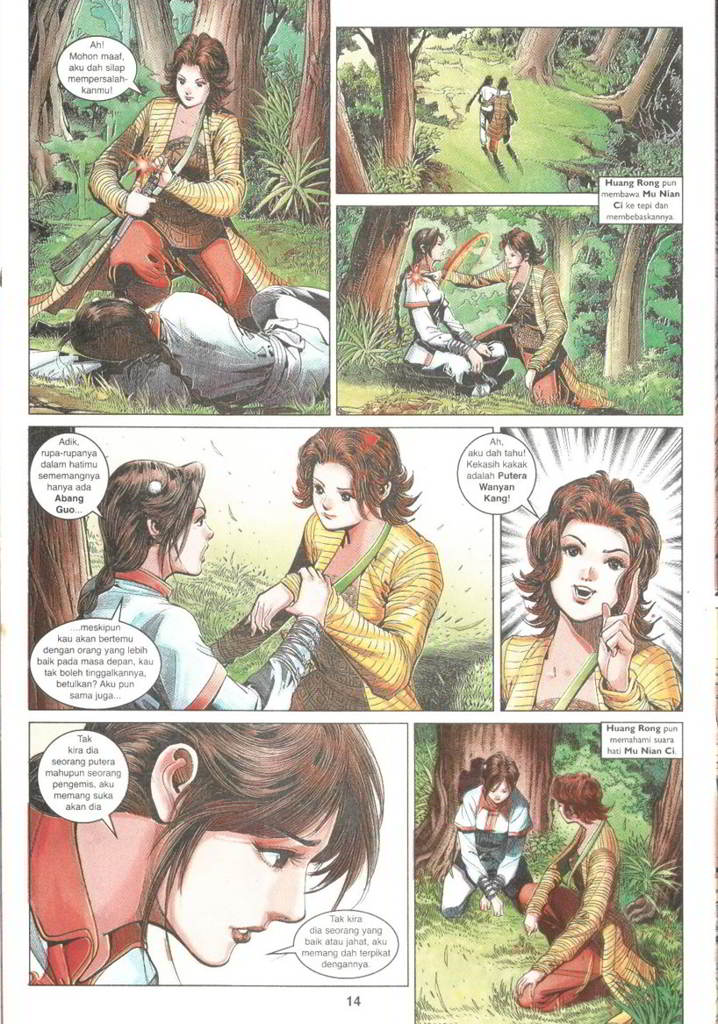 Ah!
Mohon maaf,
aku dah silap
mempersalah-
kanmu!
Huang Rong pun
membawa Mu Nian
Ci ke tepi dan
membebaskannya.
Adik,
rupa-rupanya
dalam hatimu
sememangnya
hanya ada
Abang
Guo...
....meskipun
kau akan bertemu
dengan orang yang lebih
baik pada masa depan, kau
tak boleh tinggalkannya,
betulkan? Aku pun
sama juga...
Ah,
aku dah tahu!
Kekasih kakak
adalah Putera
Wanyan
Kang!
Tak
kira dia
seorang putera
mahupun seorang
pengemis, aku
memang suka
akan dia
Tak kira
dia seorang yang
baik atau jahat, aku
memang dah terpikat
dengannya.
Huang Rong pun
memahami suara
hati Mu Nian Ci.
14